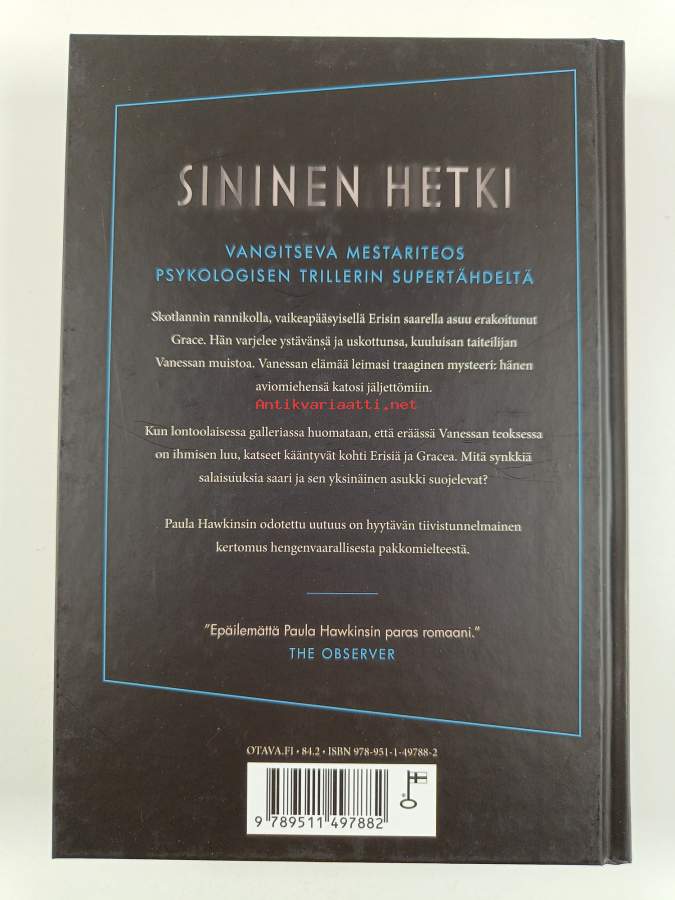 SININEN HETKI
VANGITSEVA MESTARITEOS
PSYKOLOGISEN TRILLERIN SUPERTÄHDELTÄ
Skotlannin rannikolla, vaikeapääsyisellä Erisin saarella asuu erakoitunut
Grace. Hän varjelee ystävänsä ja uskottunsa, kuuluisan taiteilijan
Vanessan muistoa. Vanessan elämää leimasi traaginen mysteeri: hänen
aviomiehensä katosi jäljettömiin.
Antikvariaatti.net
Kun lontoolaisessa galleriassa huomataan, että eräässä Vanessan teoksessa
on ihmisen luu, katseet kääntyvät kohti Erisiä ja Gracea. Mitä synkkiä
salaisuuksia saari ja sen yksinäinen asukki suojelevat?
Paula Hawkinsin odotettu uutuus on hyytävän tiivistunnelmainen
kertomus hengenvaarallisesta pakkomielteestä.
”Epäilemättä Paula Hawkinsin paras romaani.”
THE OBSERVER
OTAVA.FI • 84.2 • ISBN 978-951-1-49788-2
9 789511 497882